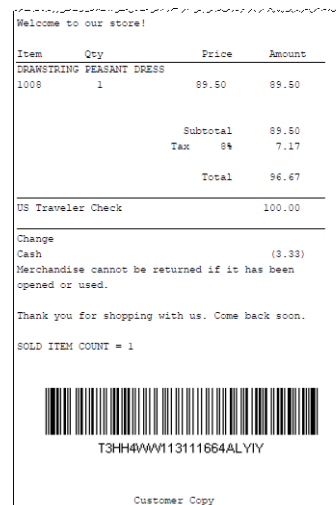 Welcome to our store!
Item Qty Price Amount
DRAWSTRING PEASANT DRESS
1008 1 89.50 89.50
Subtotal 89.50
Tax 8% 7.17
Total 96.67
US Traveler Check 100.00
Change
Cash (3.33)
Merchandise cannot be returned if it has been
opened or used.
Thank you for shopping with us. Come back soon.
SOLD ITEM COUNT = 1
Customer Copy